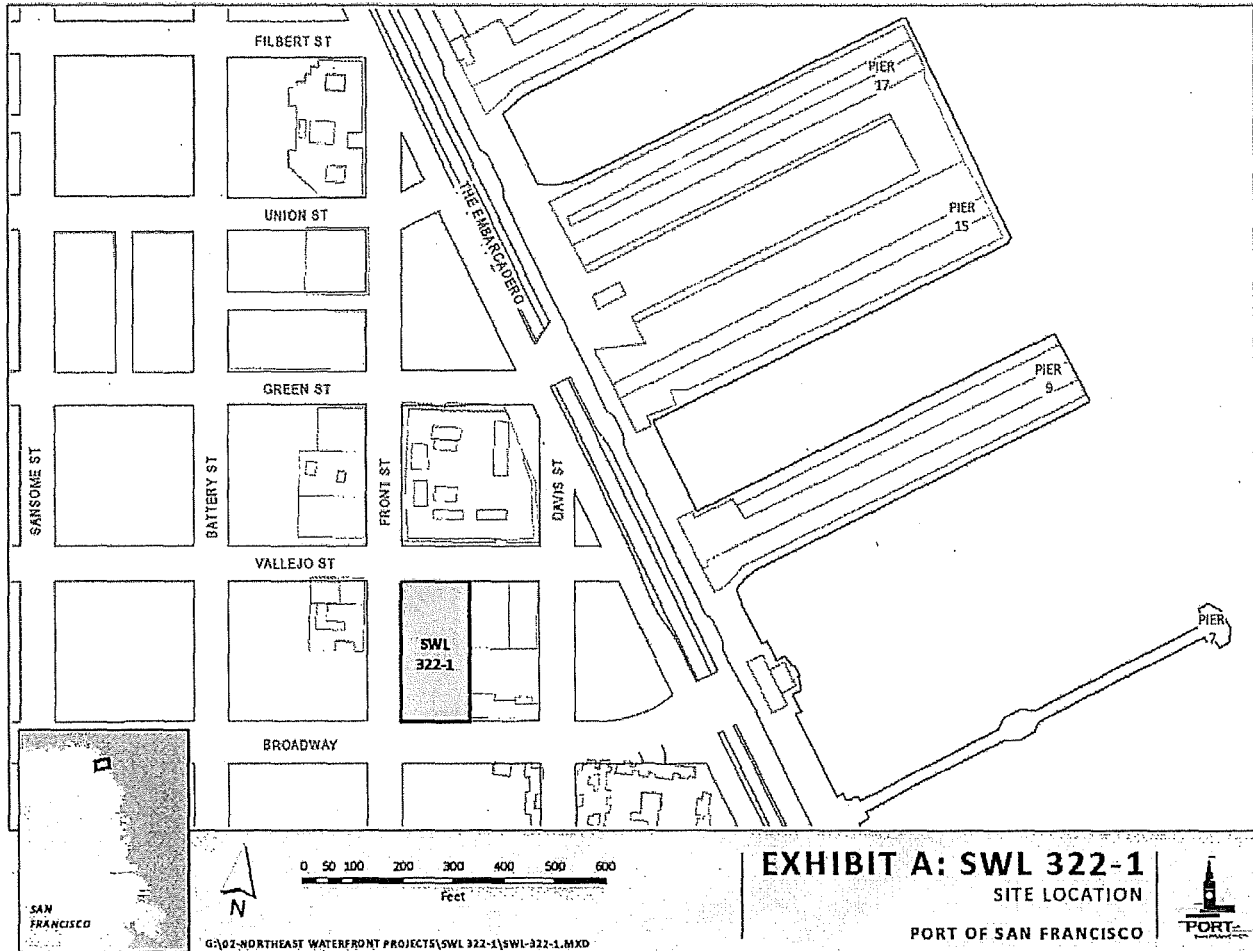 FILBERT ST
PIER
17
THE EMBARCADERO
UNION ST
PIER
15
GREEN ST
PIER
9
SANSOME ST
BATTERY ST
FRONT ST
DAVIS ST
VALLEJO ST
PIER
7
SWL
322-1
BROADWAY
0 50 100 200 300 400 500 600
Feet
N
SAN
FRANCISCO
G:\02-NORTHEAST WATERFRONT PROJECTS\SWL 322-1\SWL-322-1.MXD
EXHIBIT A: SWL 322-1
SITE LOCATION
PORT OF SAN FRANCISCO
PORT